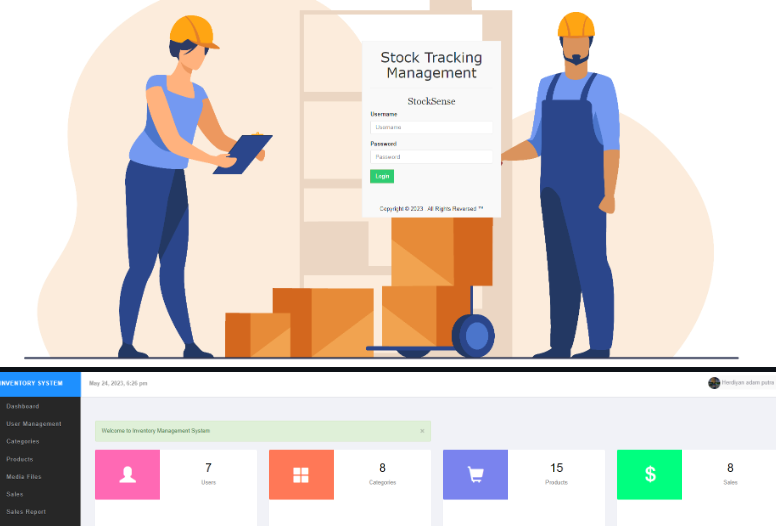 Stock Tracking
Management
StockSense
Username
Username
Password
Password
Login
Copyright © 2023 . All Rights Reversed ™
INVENTORY SYSTEM
May 24, 2023, 6:26 pm
Herdiyan adam putra
Dashboard
User Management
Categories
Products
Media Files
Sales
Sales Report
Welcome to Inventory Management System
×
7
Users
8
Categories
15
Products
$
8
Sales